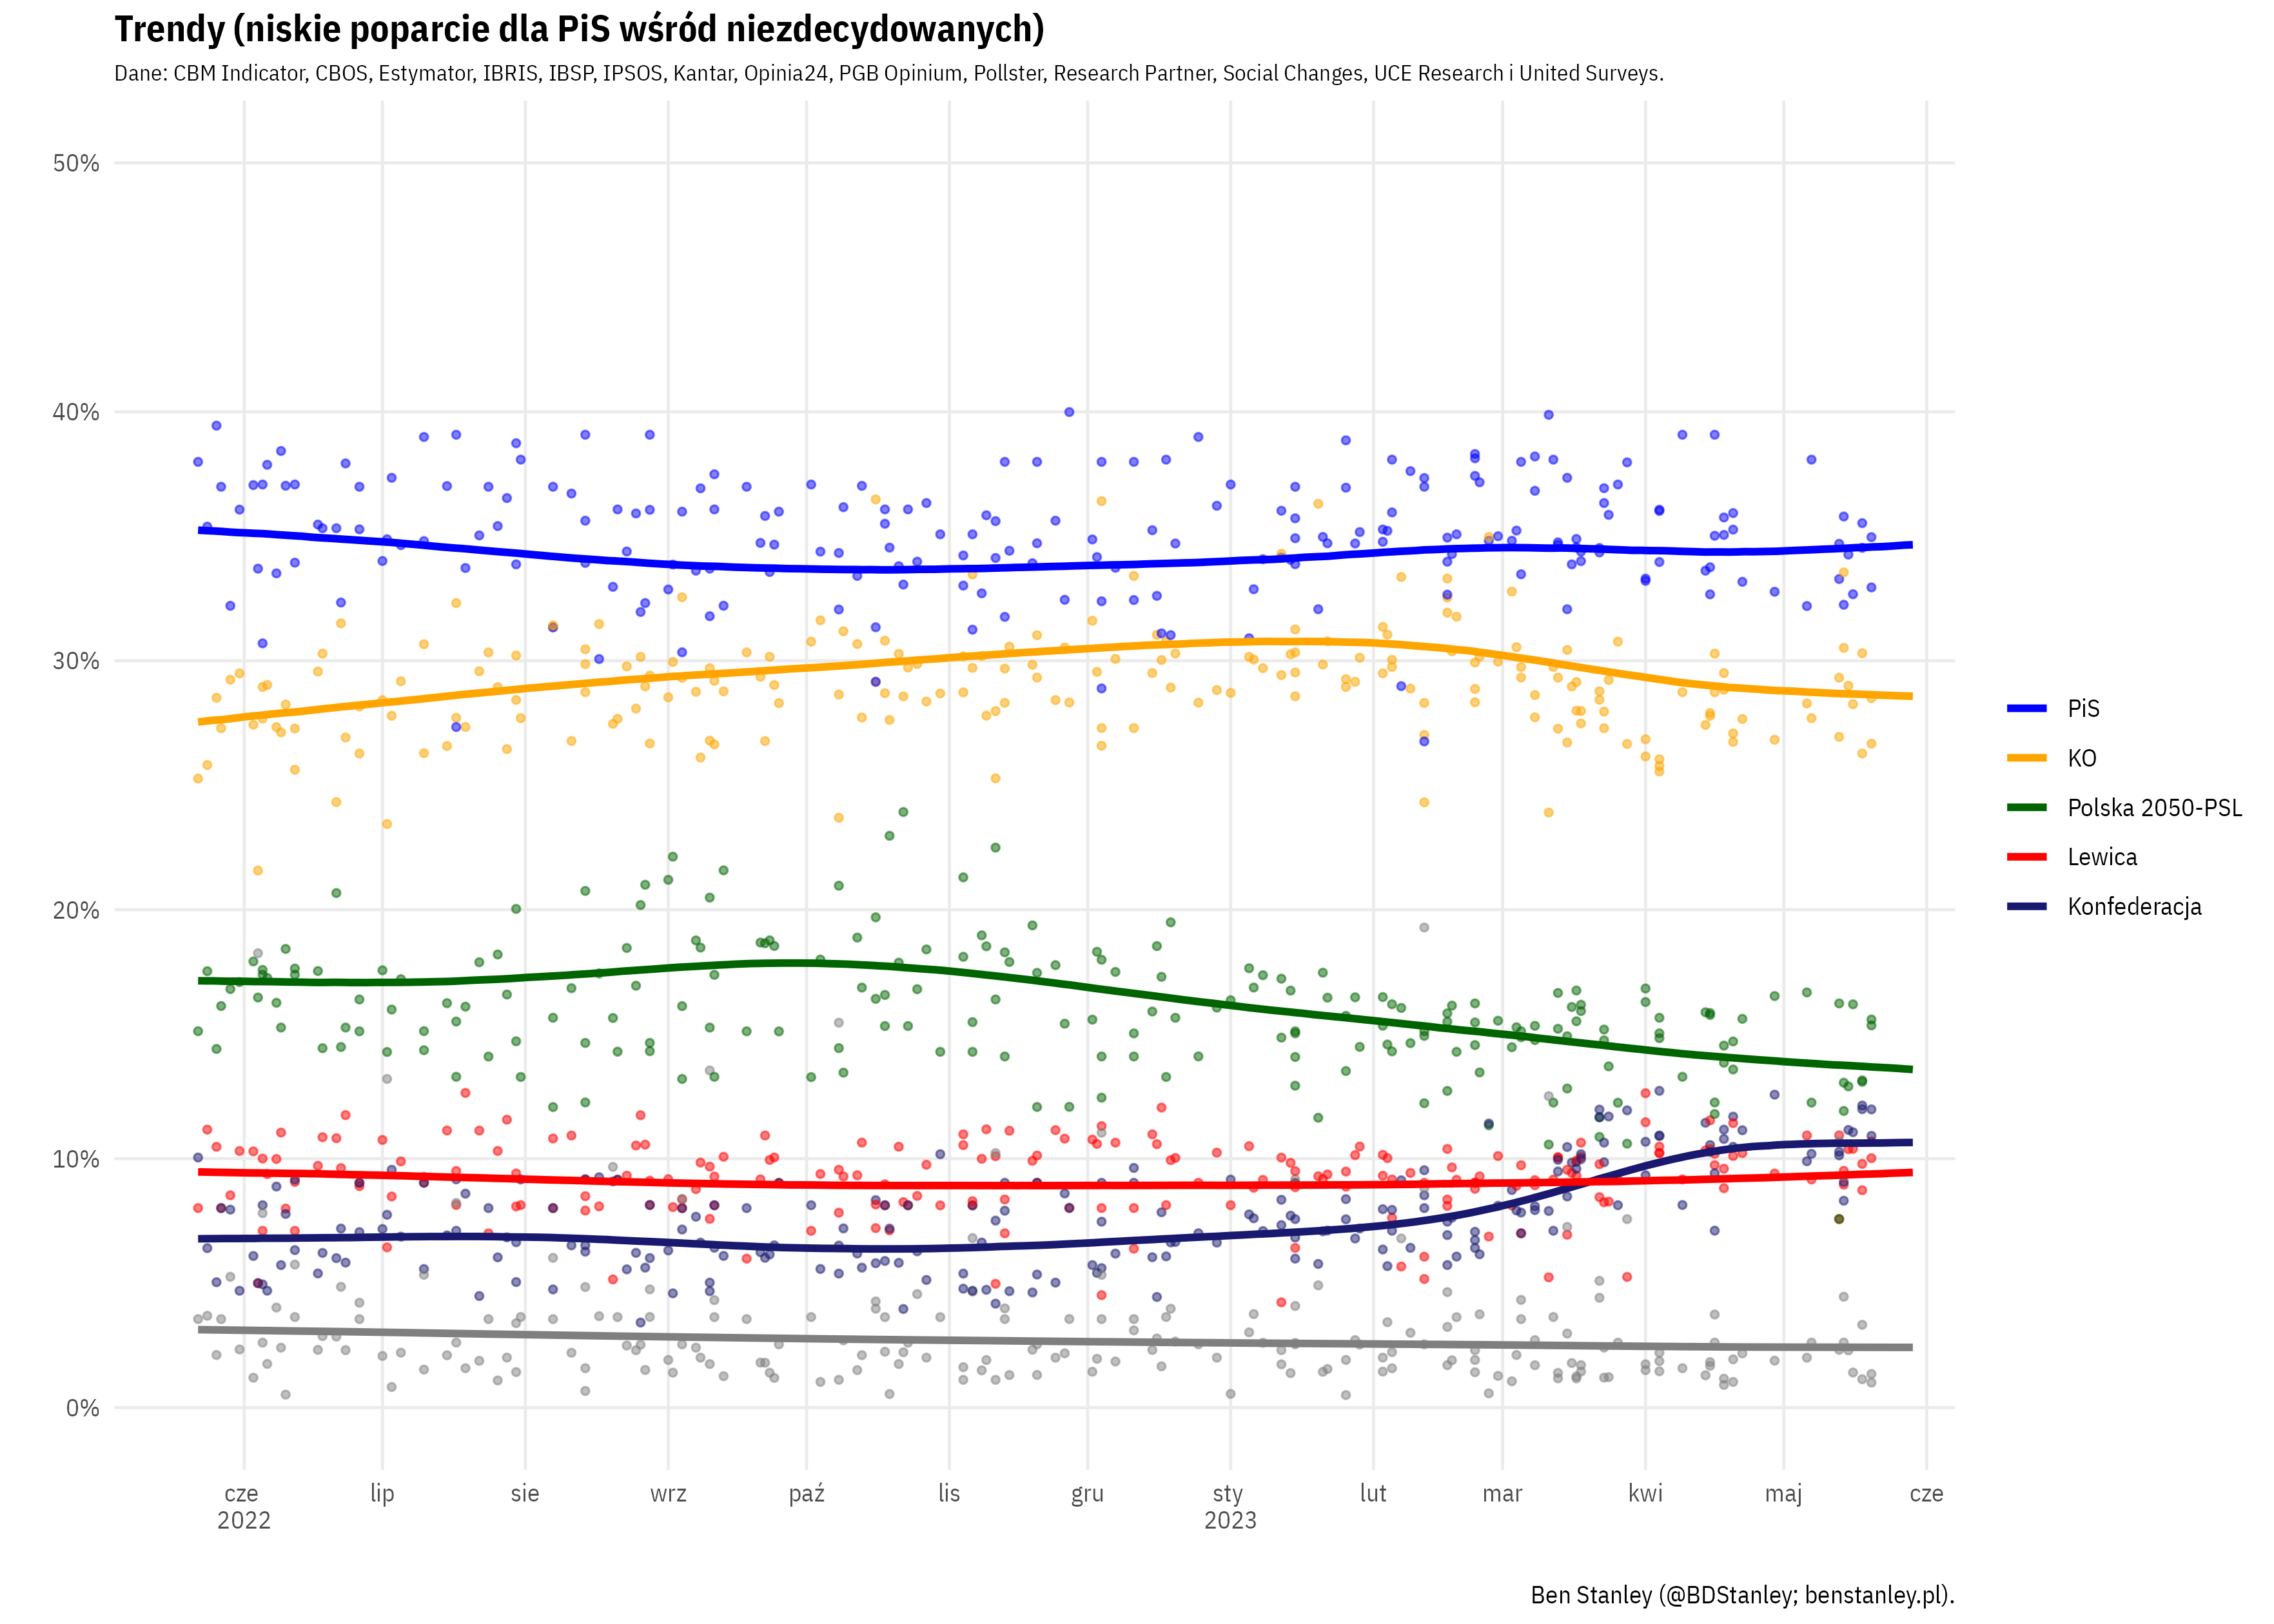 Trendy (niskie poparcie dla PiS wśród niezdecydowanych)
Dane: CBM Indicator, CBOS, Estymator, IBRIS, IBSP, IPSOS, Kantar, Opinia24, PGB Opinium, Pollster, Research Partner, Social Changes, UCE Research i United Surveys.
50%
40%
30%
20%
10%
0%
PiS
KO
Polska 2050-PSL
Lewica
Konfederacja
cze lip sie wrz paź lis gru sty lut mar kwi maj cze
2022 2023
Ben Stanley (@BDStanley; benstanley.pl).